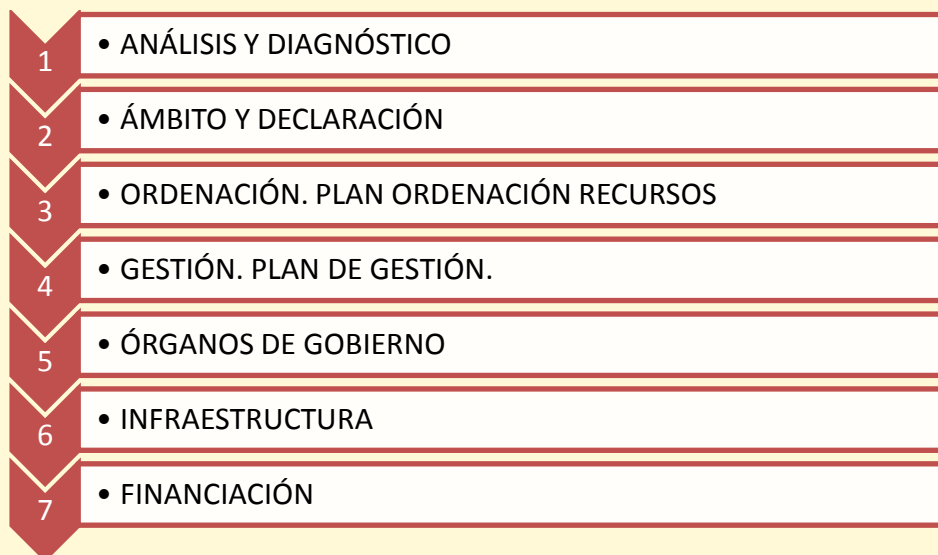 1
• ANÁLISIS Y DIAGNÓSTICO
2
• ÁMBITO Y DECLARACIÓN
3
• ORDENACIÓN. PLAN ORDENACIÓN RECURSOS
4
• GESTIÓN. PLAN DE GESTIÓN.
5
• ÓRGANOS DE GOBIERNO
6
• INFRAESTRUCTURA
7
• FINANCIACIÓN